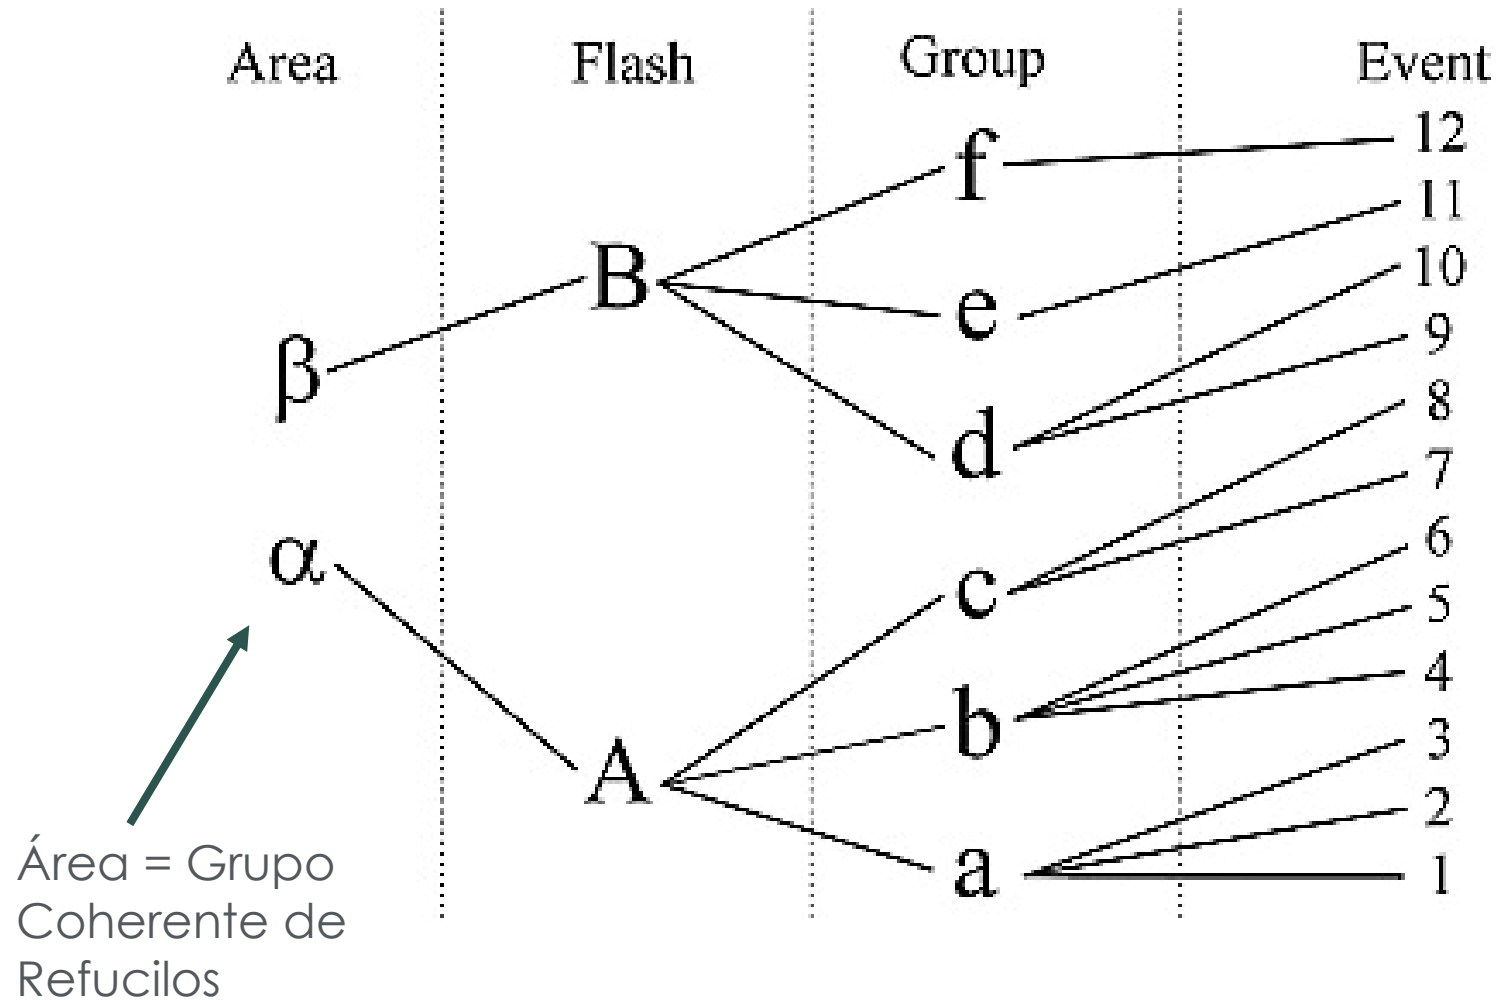 Area Flash Group Event
12
f
11
10
B
e
9
β
8
d
7
6
α
c
5
4
b
3
A
2
a
1
Área = Grupo
Coherente de
Refucilos